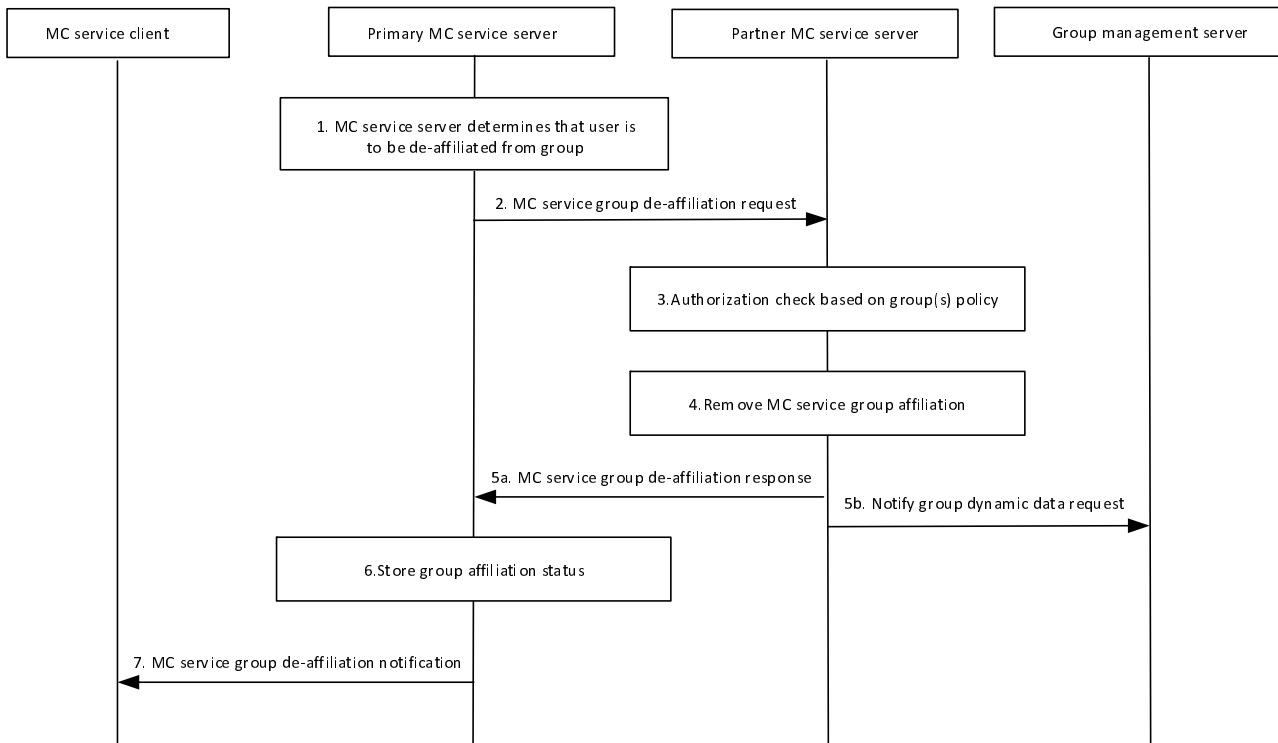 MC service client
Primary MC service server
Partner MC service server
Group management server
1. MC service server determines that user is
to be de-affiliated from group
2. MC service group de-affiliation request
3.Authorization check based on group(s) policy
4.Remove MC service group affiliation
5a. MC service group de-affiliation response
5b. Notify group dynamic data request
6.Store group affiliation status
7. MC service group de-affiliation notification